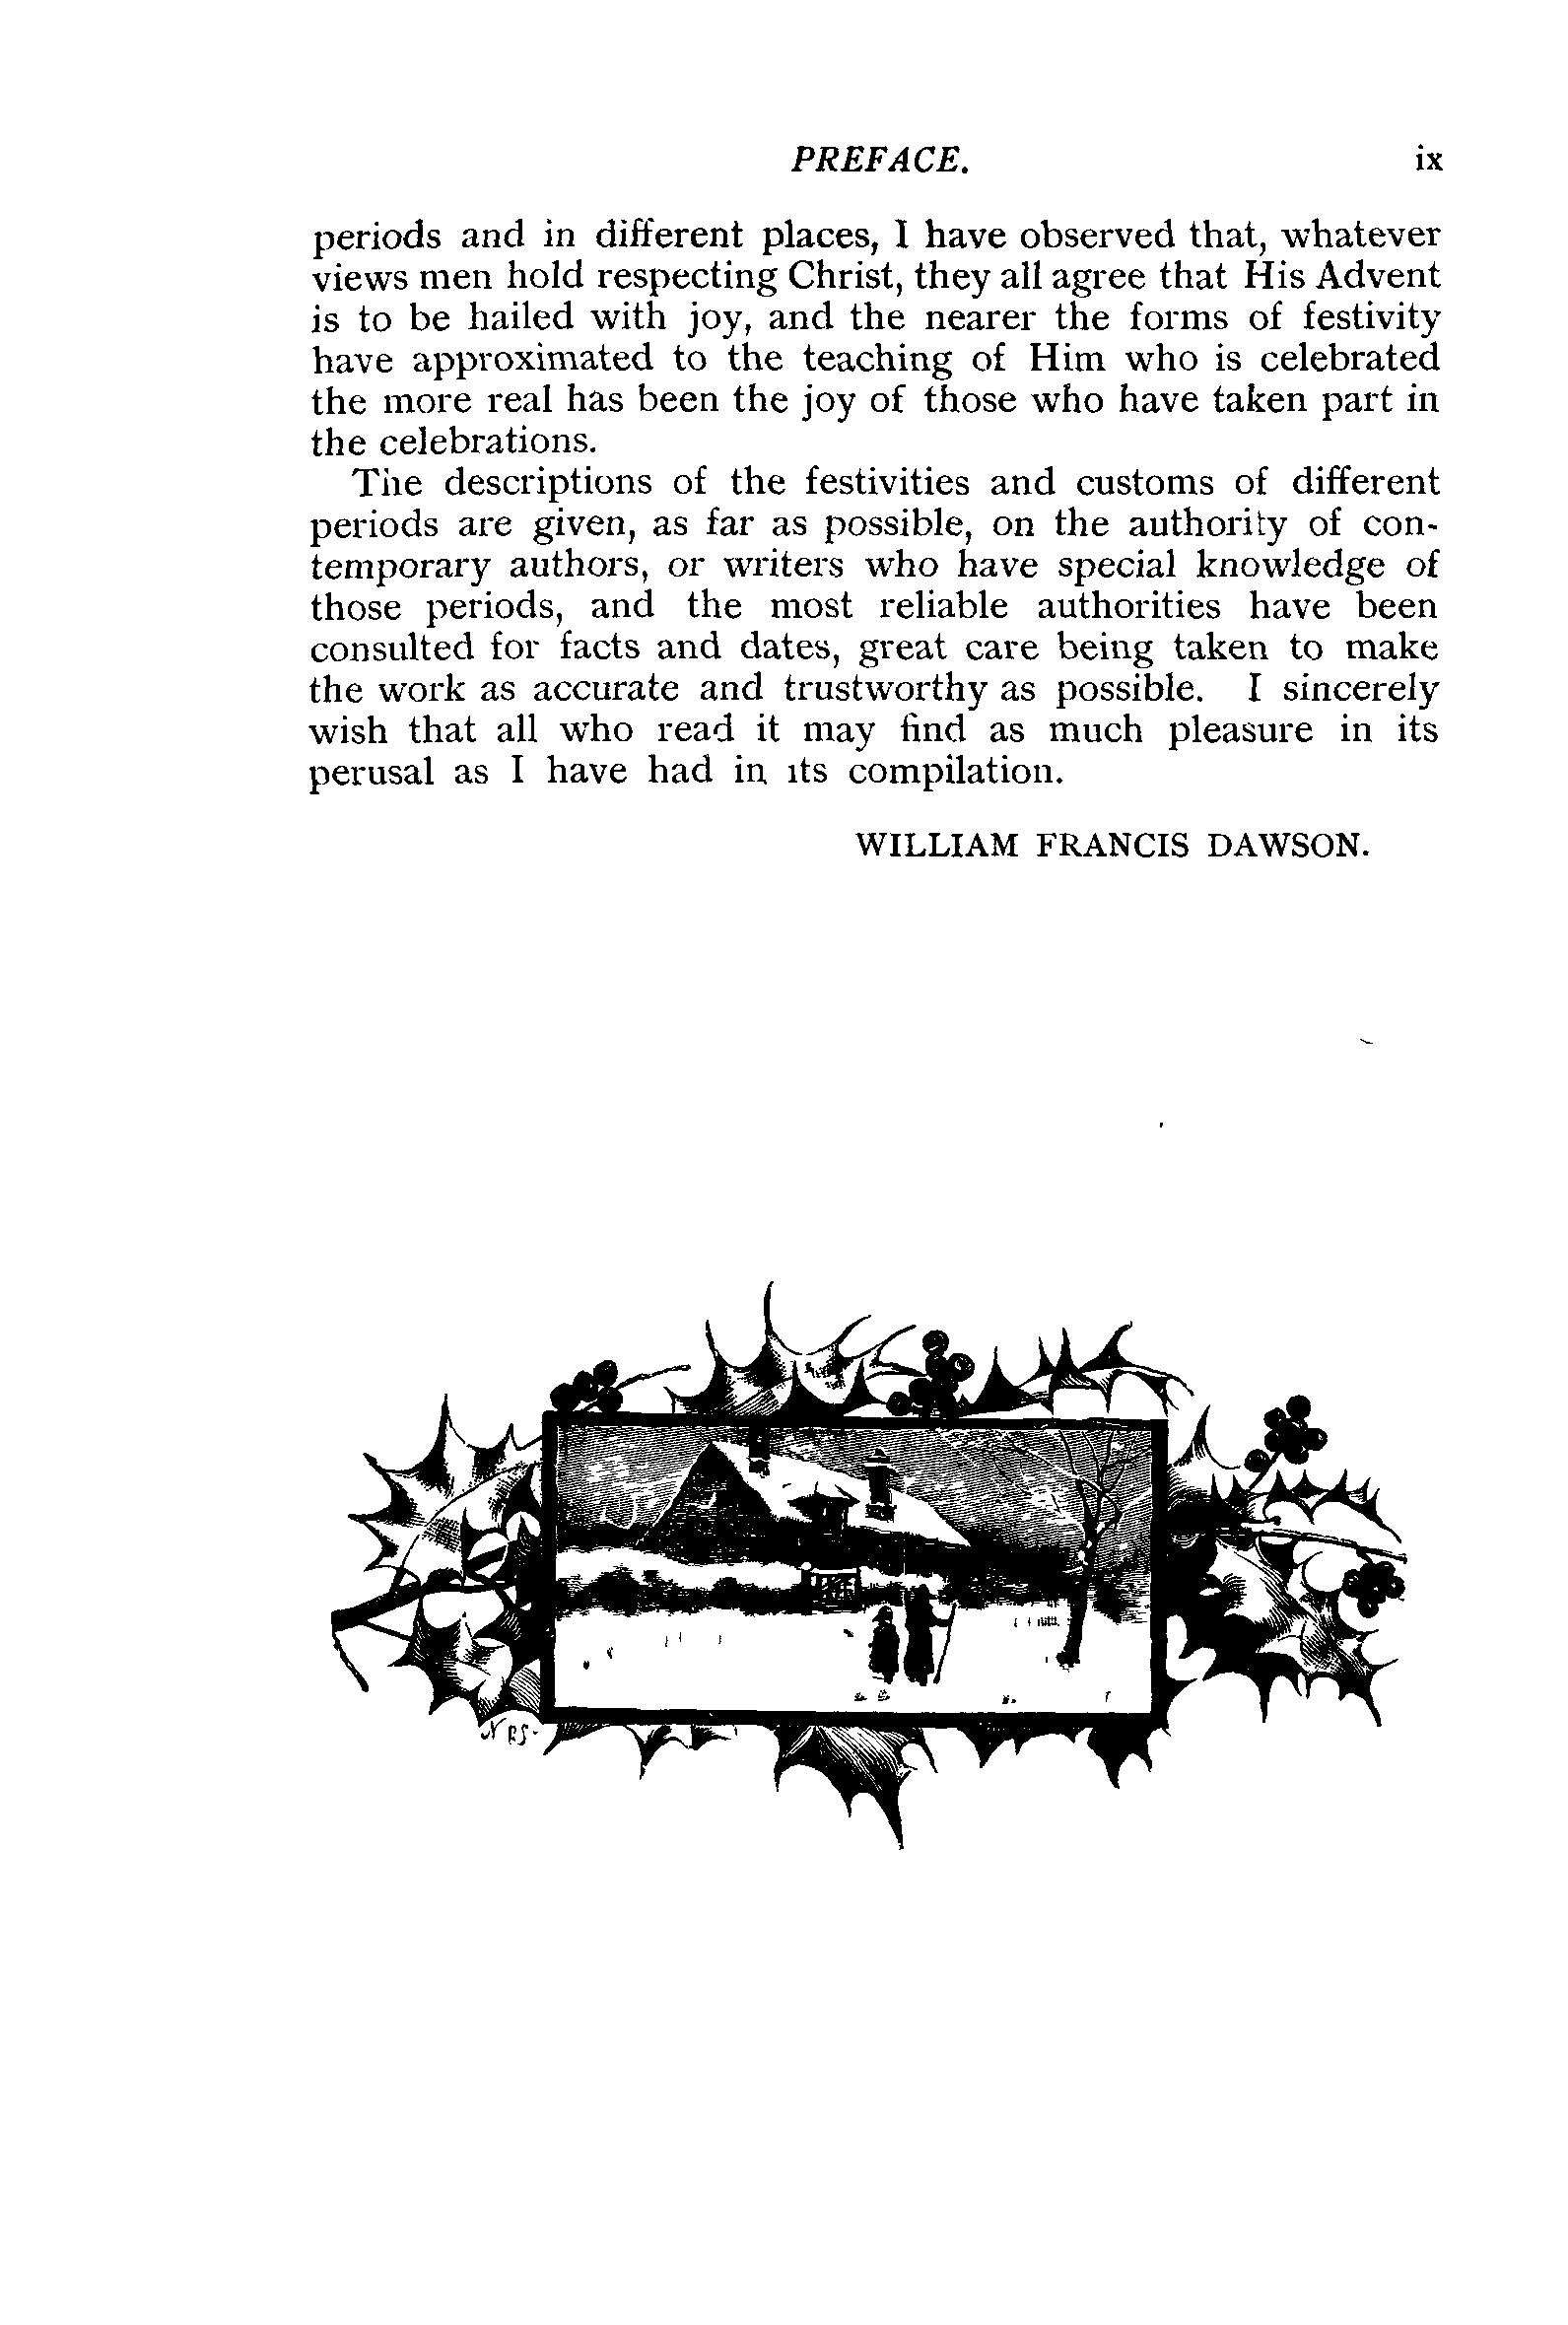 PREFACE. ix
periods and in different places, I have observed that, whatever
views men hold respecting Christ, they all agree that His Advent
is to be hailed with joy, and the nearer the forms of festivity
have approximated to the teaching of Him who is celebrated
the more real has been the joy of those who have taken part in
the celebrations.
The descriptions of the festivities and customs of different
periods are given, as far as possible, on the authority of con-
temporary authors, or writers who have special knowledge of
those periods, and the most reliable authorities have been
consulted for facts and dates, great care being taken to make
the work as accurate and trustworthy as possible. I sincerely
wish that all who read it may find as much pleasure in its
perusal as I have had in its compilation.
WILLIAM FRANCIS DAWSON.